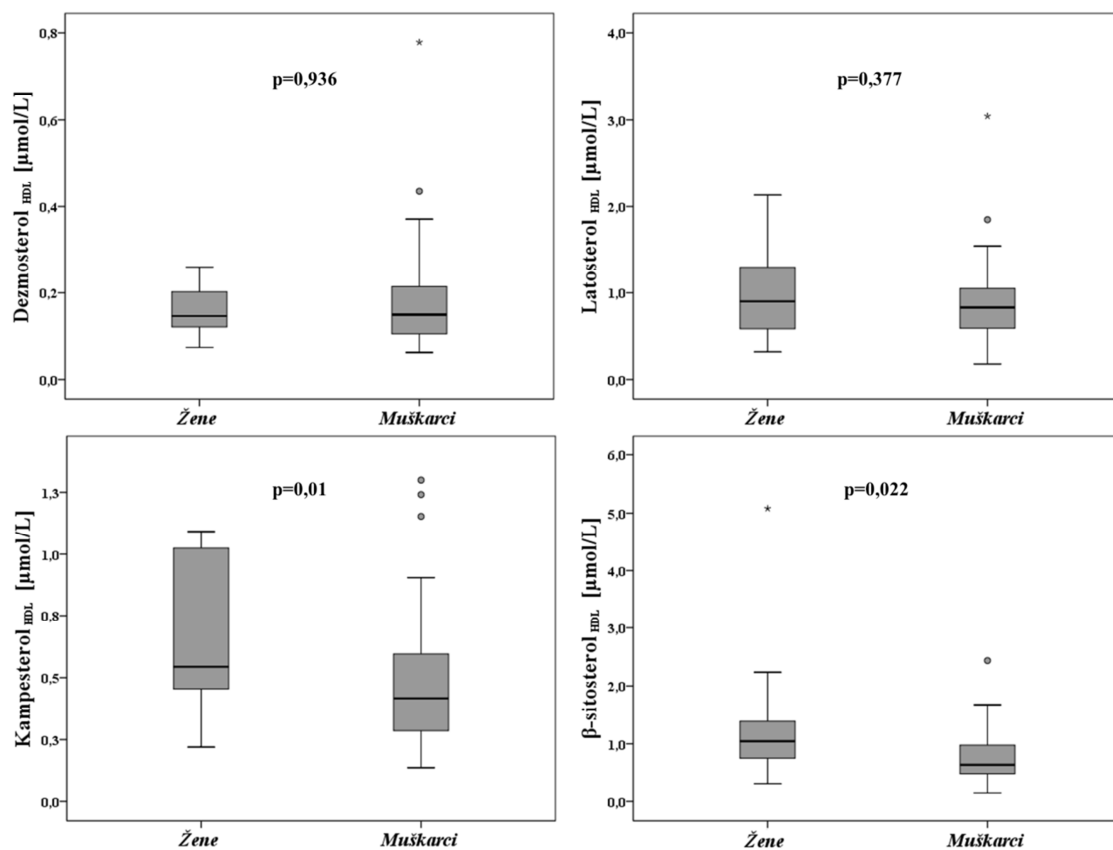 Dezmosterol HDL [µmol/L]
0,8
0,6
0,4
0,2
0,0
p=0,936
*
Žene
Muškarci
Latosterol HDL [µmol/L]
4,0
3,0
2,0
1,0
0,0
p=0,377
*
Žene
Muškarci
Kampesterol HDL [µmol/L]
1,3
1,0
0,8
0,5
0,3
0,0
p=0,01
Žene
Muškarci
β-sitosterol HDL [µmol/L]
6,0
5,0
4,0
3,0
2,0
1,0
0,0
p=0,022
*
Žene
Muškarci